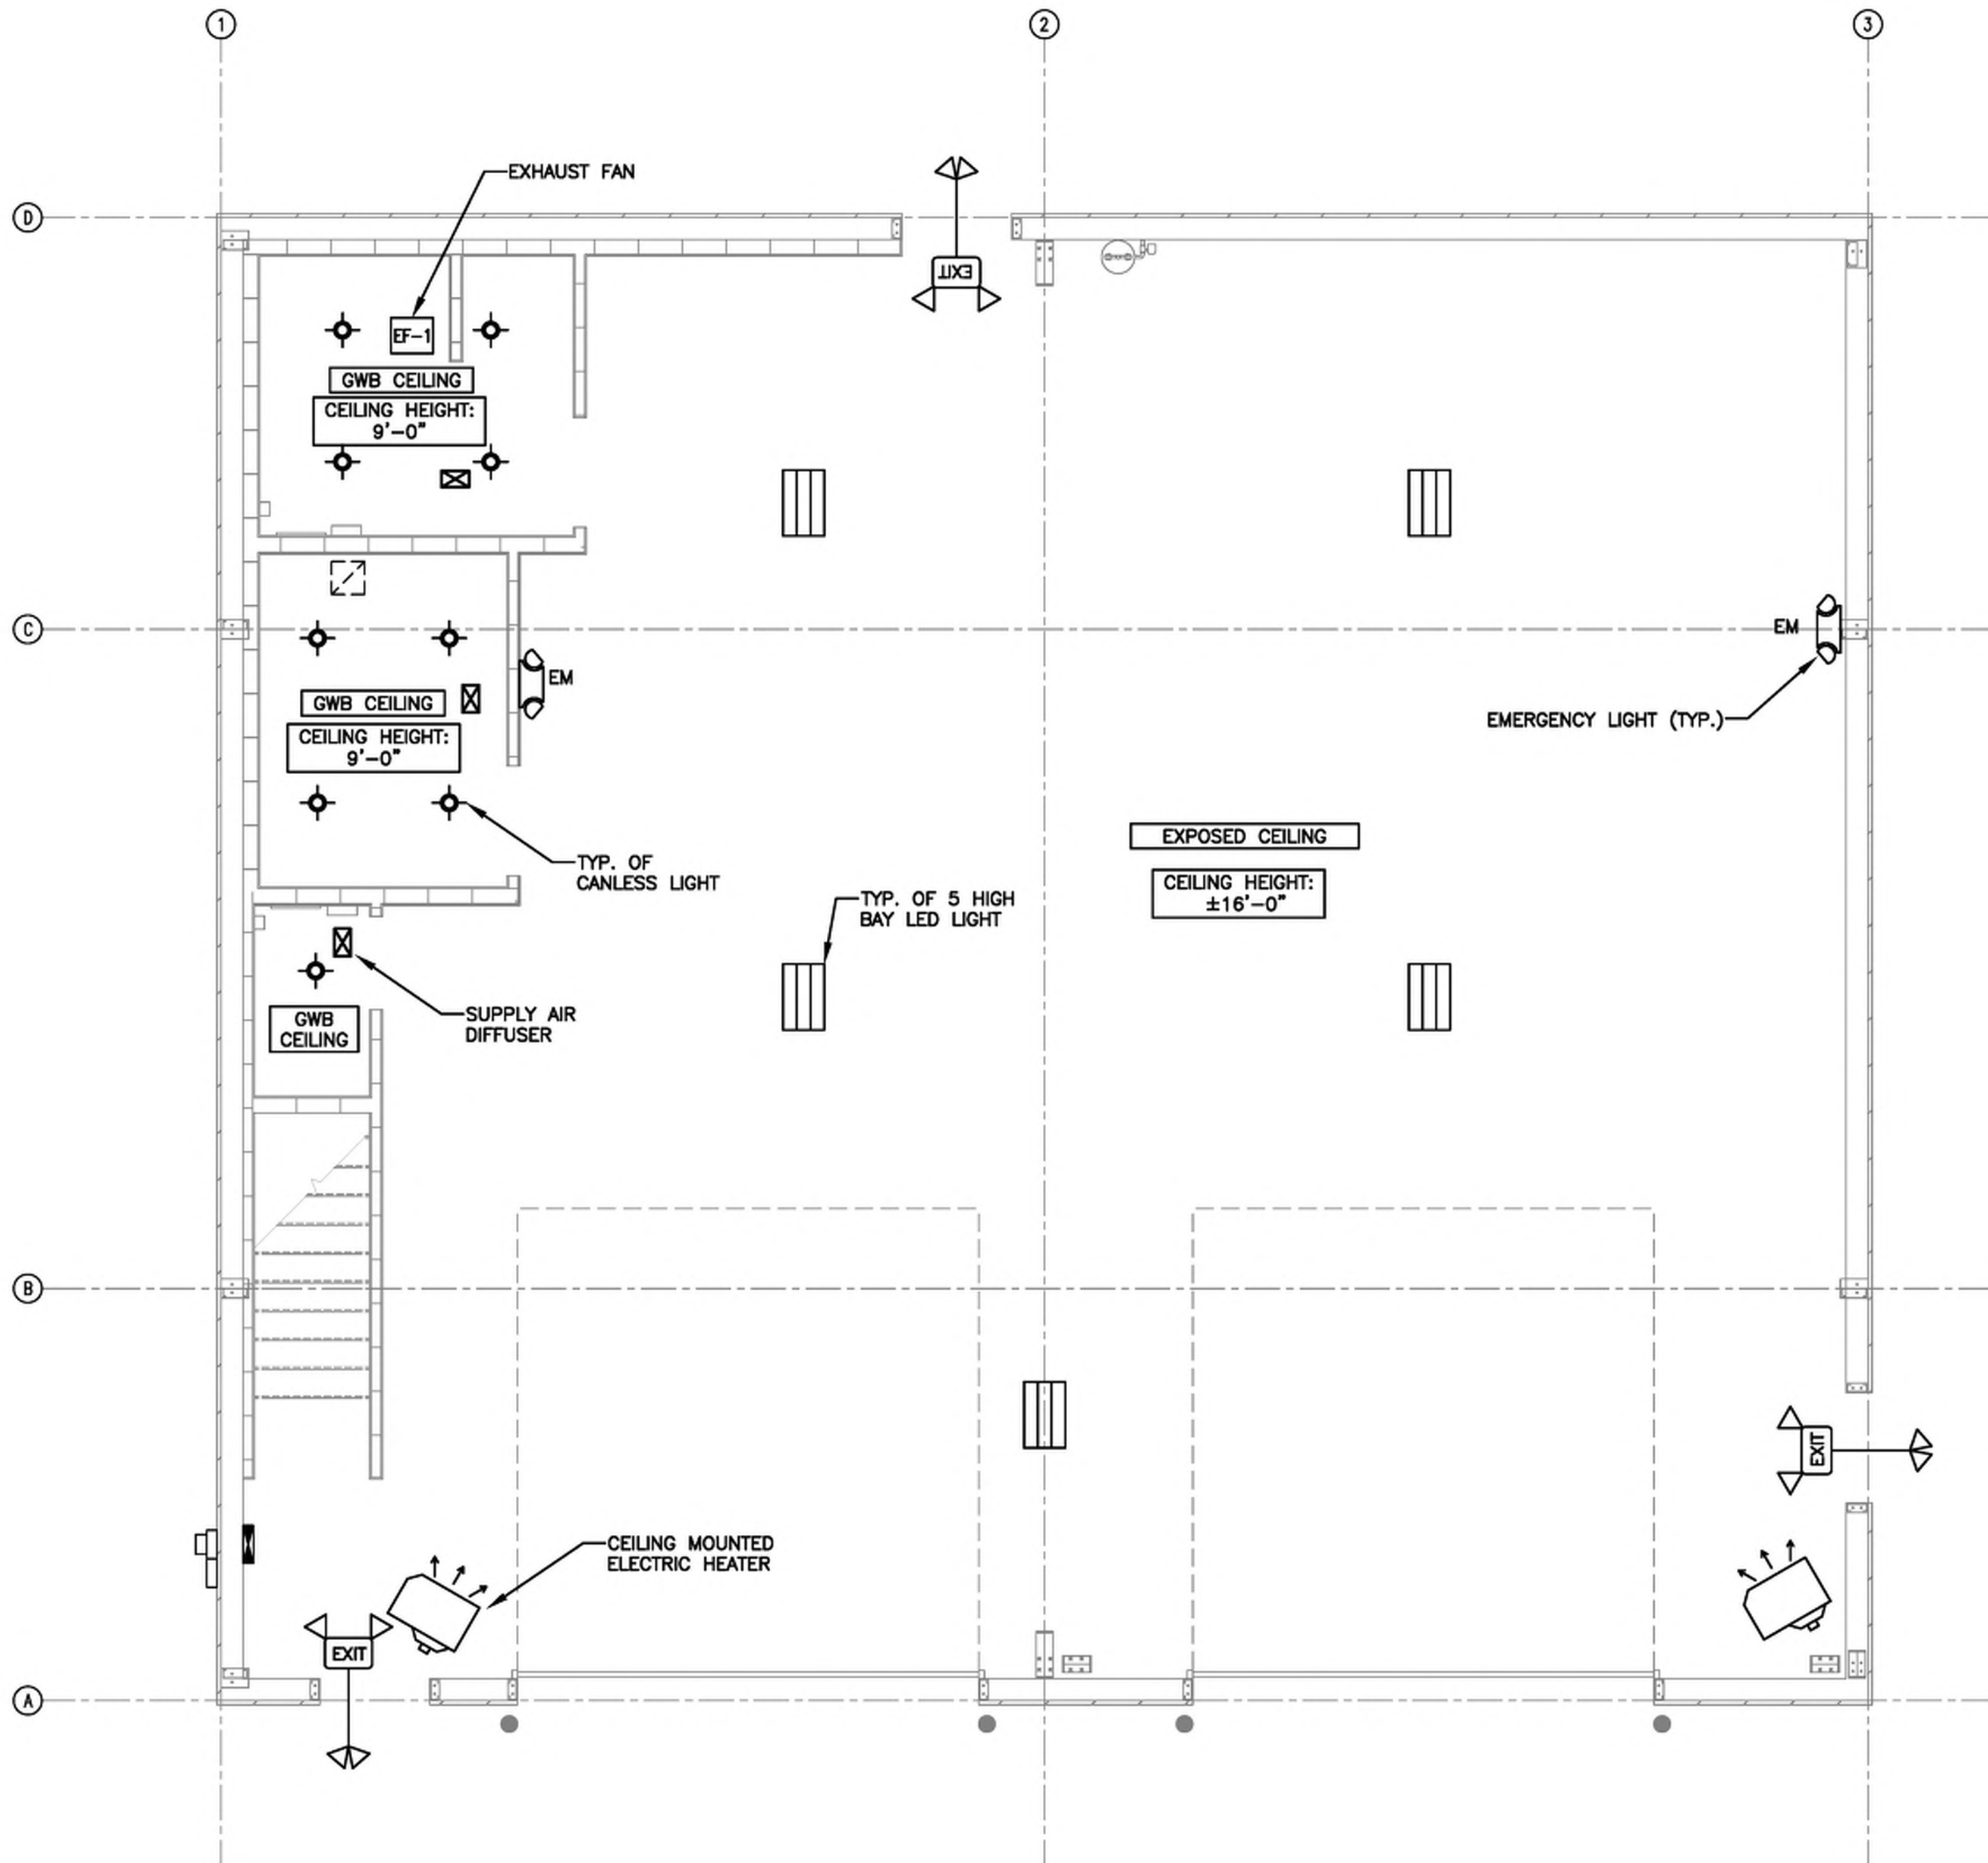 1
2
3
EXHAUST FAN
D
EXIT
EF-1
GWB CEILING
CEILING HEIGHT:
9'-0"
C
EM
EM
GWB CEILING
EMERGENCY LIGHT (TYP.)
CEILING HEIGHT:
9'-0"
EXPOSED CEILING
TYP. OF
CANLESS LIGHT
CEILING HEIGHT:
±16'-0"
TYP. OF 5 HIGH
BAY LED LIGHT
SUPPLY AIR
DIFFUSER
GWB
CEILING
B
EXIT
CEILING MOUNTED
ELECTRIC HEATER
EXIT
A